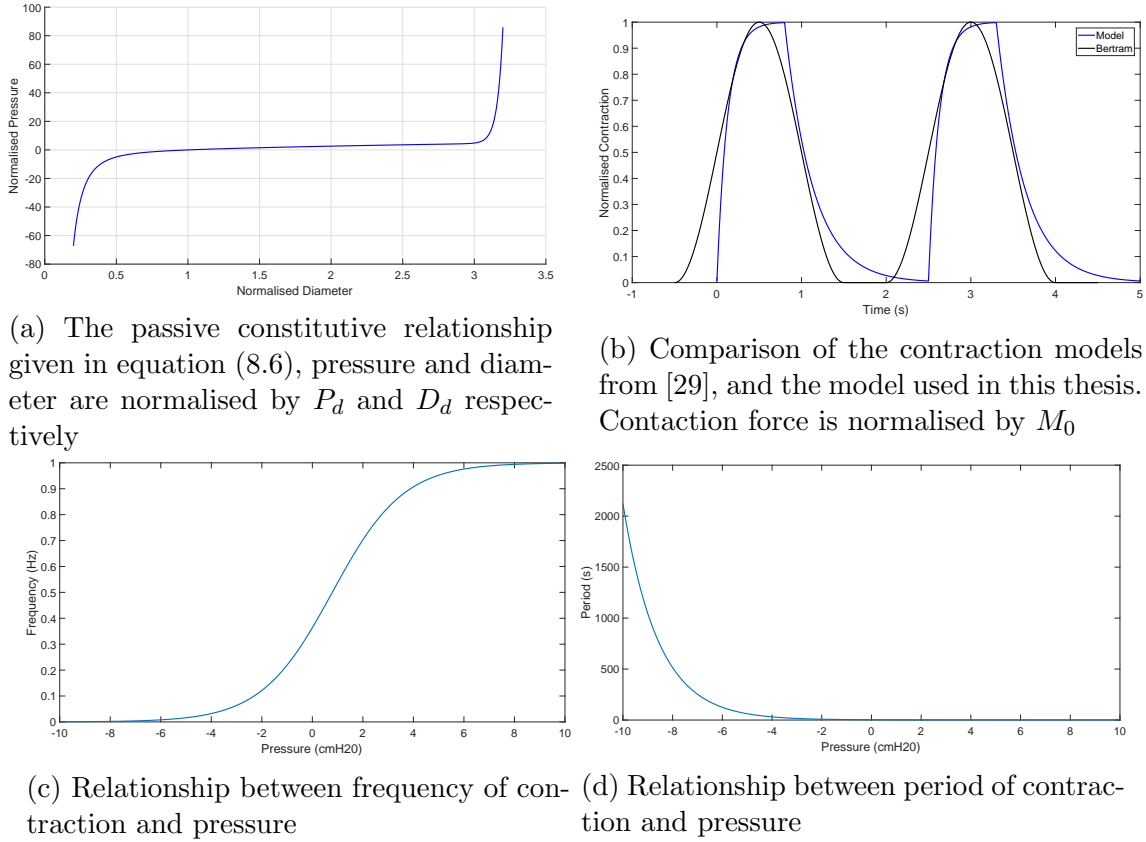 100
80
60
40
20
0
-20
-40
-60
-80
Normalised Pressure
0 0.5 1 1.5 2 2.5 3 3.5
Normalised Diameter
(a) The passive constitutive relationship
given in equation (8.6), pressure and diam-
eter are normalised by P_d and D_d respec-
tively
1
0.9
0.8
0.7
0.6
0.5
0.4
0.3
0.2
0.1
0
Normalised Contraction
Model
Bertram
-1 0 1 2 3 4 5
Time (s)
(b) Comparison of the contraction models
from [29], and the model used in this thesis.
Contaction force is normalised by M_0
1
0.9
0.8
0.7
0.6
0.5
0.4
0.3
0.2
0.1
0
Frequency (Hz)
-10 -8 -6 -4 -2 0 2 4 6 8 10
Pressure (cmH20)
(c) Relationship between frequency of con-
traction and pressure
2500
2000
1500
1000
500
0
Period (s)
-10 -8 -6 -4 -2 0 2 4 6 8 10
Pressure (cmH20)
(d) Relationship between period of contrac-
tion and pressure